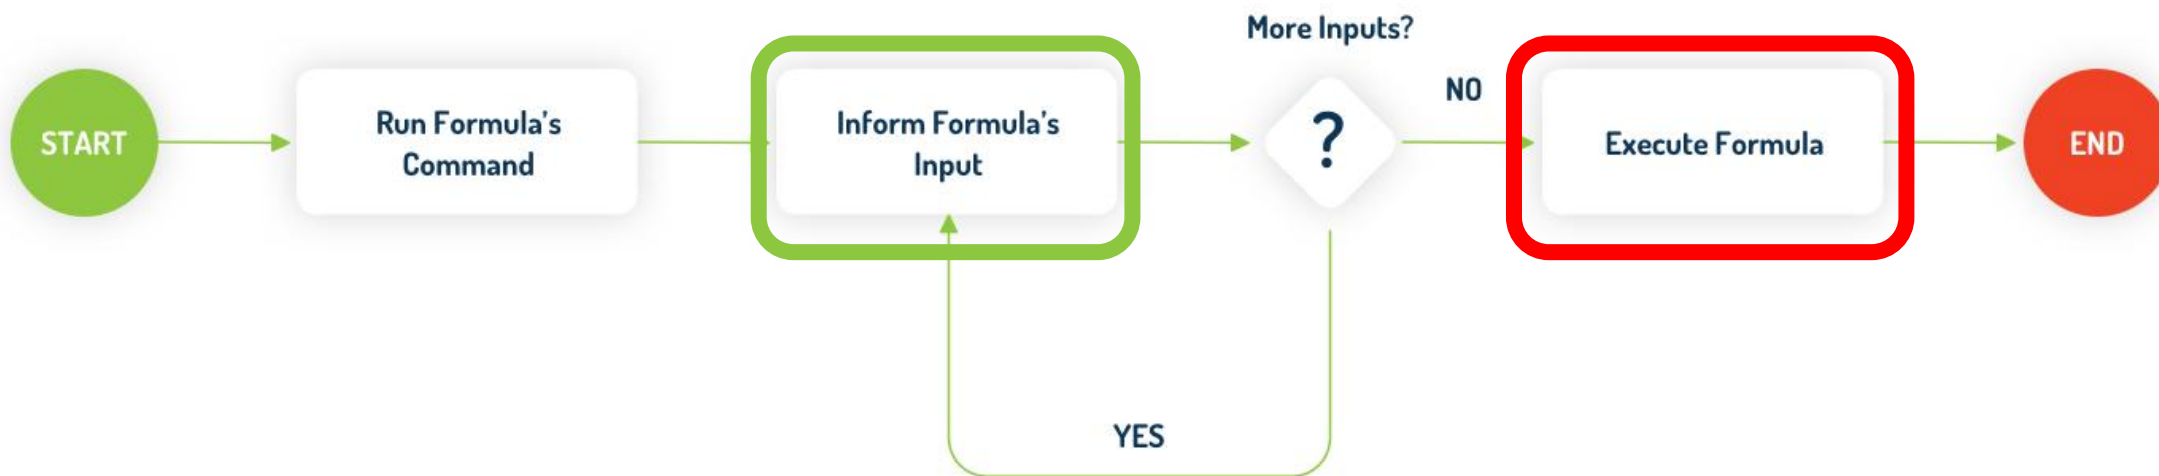 START
Run Formula's
Command
Inform Formula's
Input
More Inputs?
?
NO
YES
Execute Formula
END